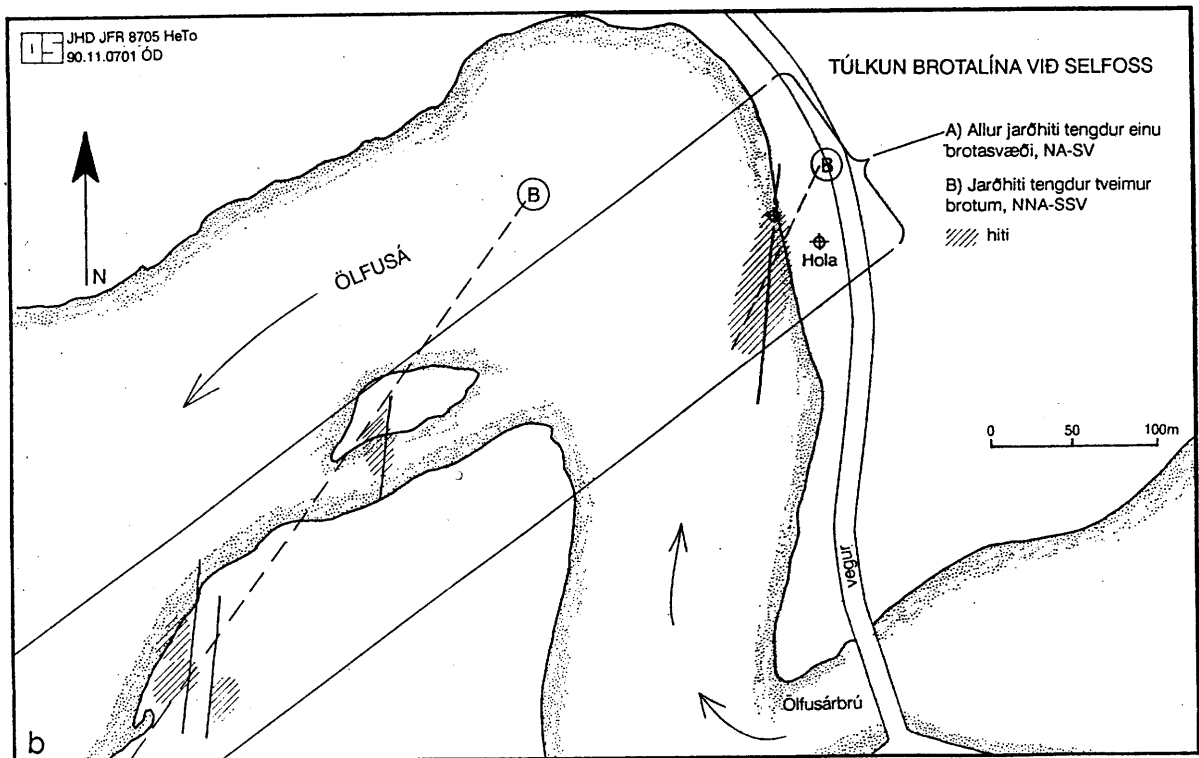 OS
JHD JFR 8705 HeTo
90.11.0701 ÓD
TÚLKUN BROTALÍNA VIÐ SELFOSS
A) Allur jarðhiti tengdur einu
brotasvæði, NA-SV
B) Jarðhiti tengdur tveimur
brotum, NNA-SSV
hiti
B
B
N
ÖLFUSÁ
Hola
0 50 100m
vegur
Ölfusárbrú
b